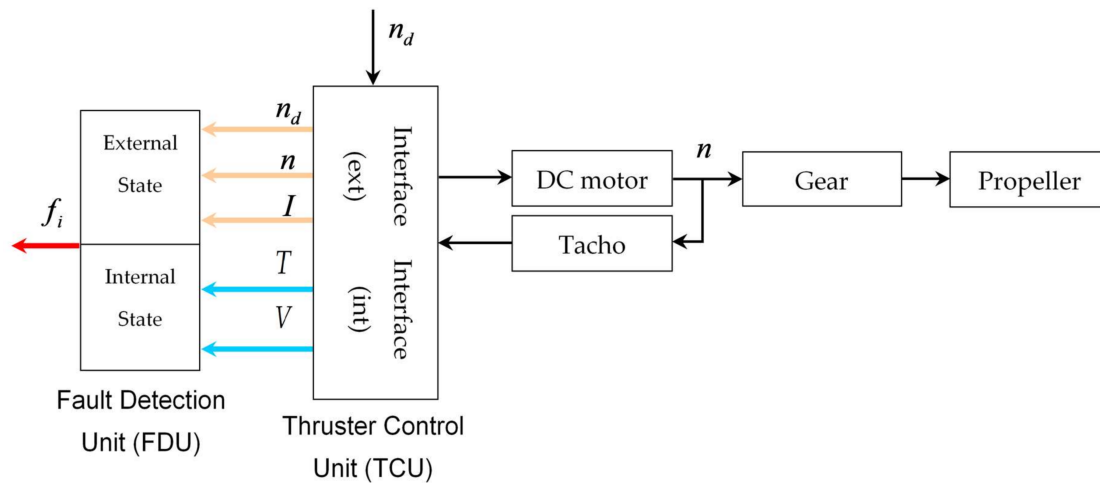 n_d
n_d
External
State
n
I
f_i
T
Internal
State
V
Interface
(ext)
Interface
(int)
DC motor
n
Gear
Propeller
Tacho
Fault Detection
Unit (FDU)
Thruster Control
Unit (TCU)